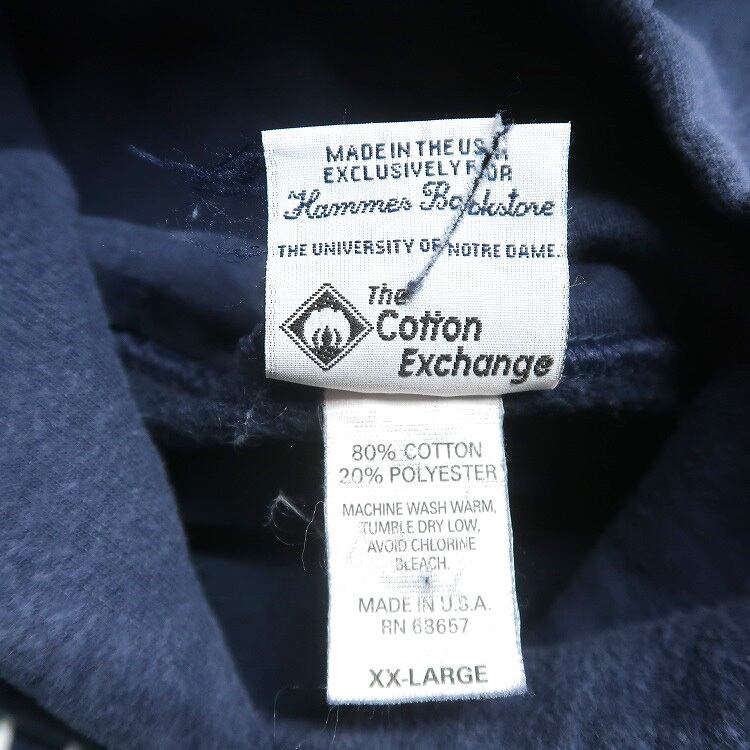 MADE IN THE USA
EXCLUSIVELY FOR
Hammes Bookstore
THE UNIVERSITY OF NOTRE DAME.
The
Cotton
Exchange
80% COTTON
20% POLYESTER
MACHINE WASH WARM,
TUMBLE DRY LOW,
AVOID CHLORINE
BLEACH.
MADE IN U.S.A.
RN 63657
XX-LARGE